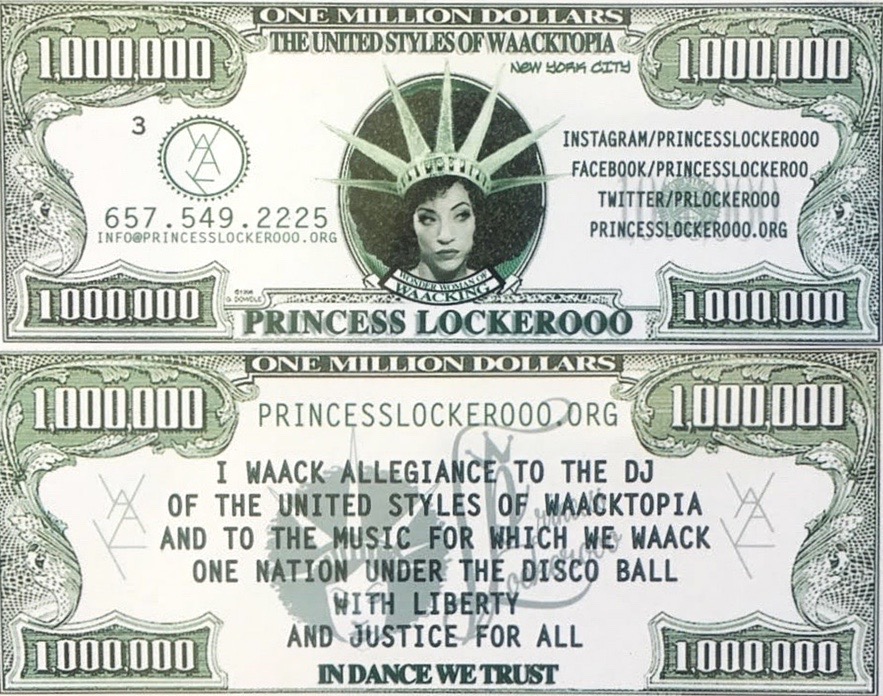 ONE MILLION DOLLARS
1,000,000
THE UNITED STYLES OF WAACKTOPIA
1,000,000
NEW YORK CITY
3
657.549.2225
INFO@PRINCESSLOCKEROOO.ORG
INSTAGRAM/PRINCESSLOCKEROOO
FACEBOOK/PRINCESSLOCKEROO
TWITTER/PRLOCKEROOO
PRINCESSLOCKEROOO.ORG
1,000,000
©1996
G. DOWDLE
WONDER WOMAN OF
WAACKING
1,000,000
PRINCESS LOCKEROOO
ONE MILLION DOLLARS
1,000,000
PRINCESSLOCKEROOO.ORG
1,000,000
I WAACK ALLEGIANCE TO THE DJ
OF THE UNITED STYLES OF WAACKTOPIA
AND TO THE MUSIC FOR WHICH WE WAACK
ONE NATION UNDER THE DISCO BALL
WITH LIBERTY
AND JUSTICE FOR ALL
1,000,000
IN DANCE WE TRUST
1,000,000